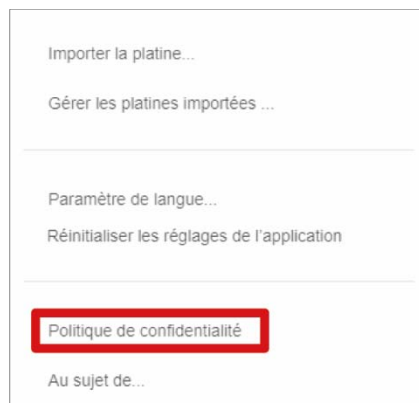 Importer la platine...
Gérer les platines importées ...
Paramètre de langue...
Réinitialiser les réglages de l'application
Politique de confidentialité
Au sujet de...